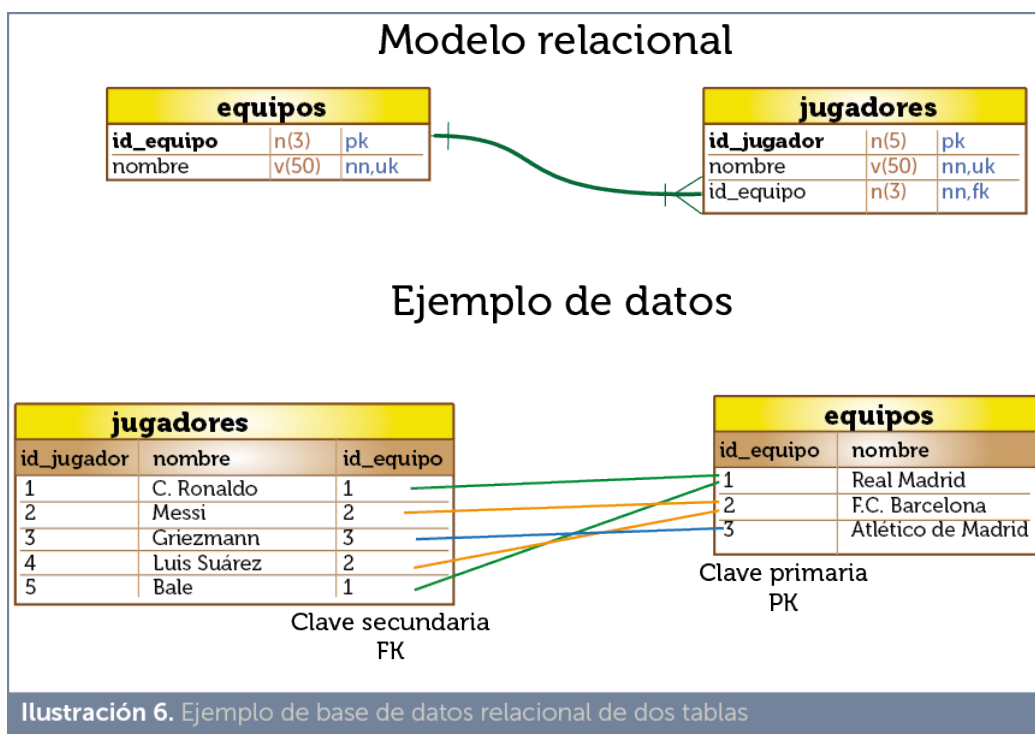 Modelo relacional
equipos
id_equipo n(3) pk
nombre v(50) nn,uk
jugadores
id_jugador n(5) pk
nombre v(50) nn,uk
id_equipo n(3) nn,fk
Ejemplo de datos
jugadores
id_jugador nombre id_equipo
1 C. Ronaldo 1
2 Messi 2
3 Griezmann 3
4 Luis Suárez 2
5 Bale 1
Clave secundaria
FK
equipos
id_equipo nombre
1 Real Madrid
2 F.C. Barcelona
3 Atlético de Madrid
Clave primaria
PK
Ilustración 6. Ejemplo de base de datos relacional de dos tablas